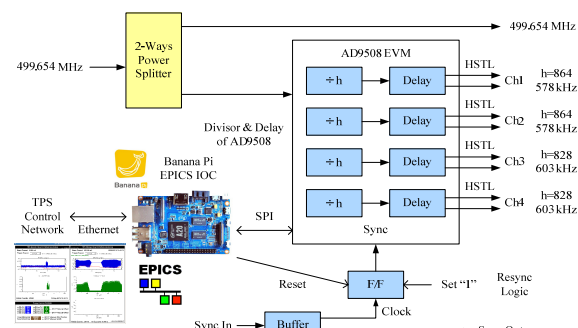 499.654 MHz
2-Ways
Power
Splitter
499.654 MHz
AD9508 EVM
÷h
Delay
HSTL
Ch1
h=864
578 kHz
÷h
Delay
HSTL
Ch2
h=864
578 kHz
÷h
Delay
HSTL
Ch3
h=828
603 kHz
÷h
Delay
HSTL
Ch4
h=828
603 kHz
Sync
Divisor & Delay
of AD9508
Banana Pi
Banana Pi
EPICS IOC
TPS
Control
Network
Ethernet
A20
SPI
EPICS
Reset
F/F
Set “1”
Resync
Logic
Clock
Sync In
Buffer